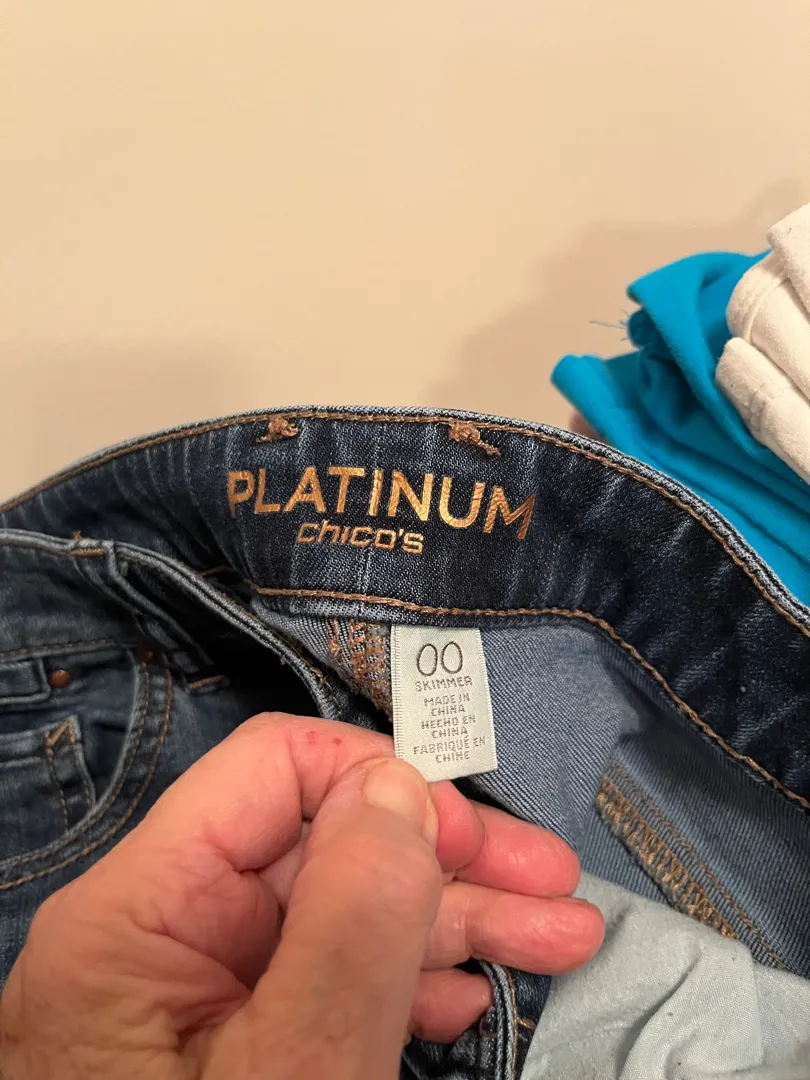 PLATINUM
chico's
00
SKIMMER
MADE IN
CHINA
HECHO EN
CHINA
FABRIQUÉ EN
CHINE